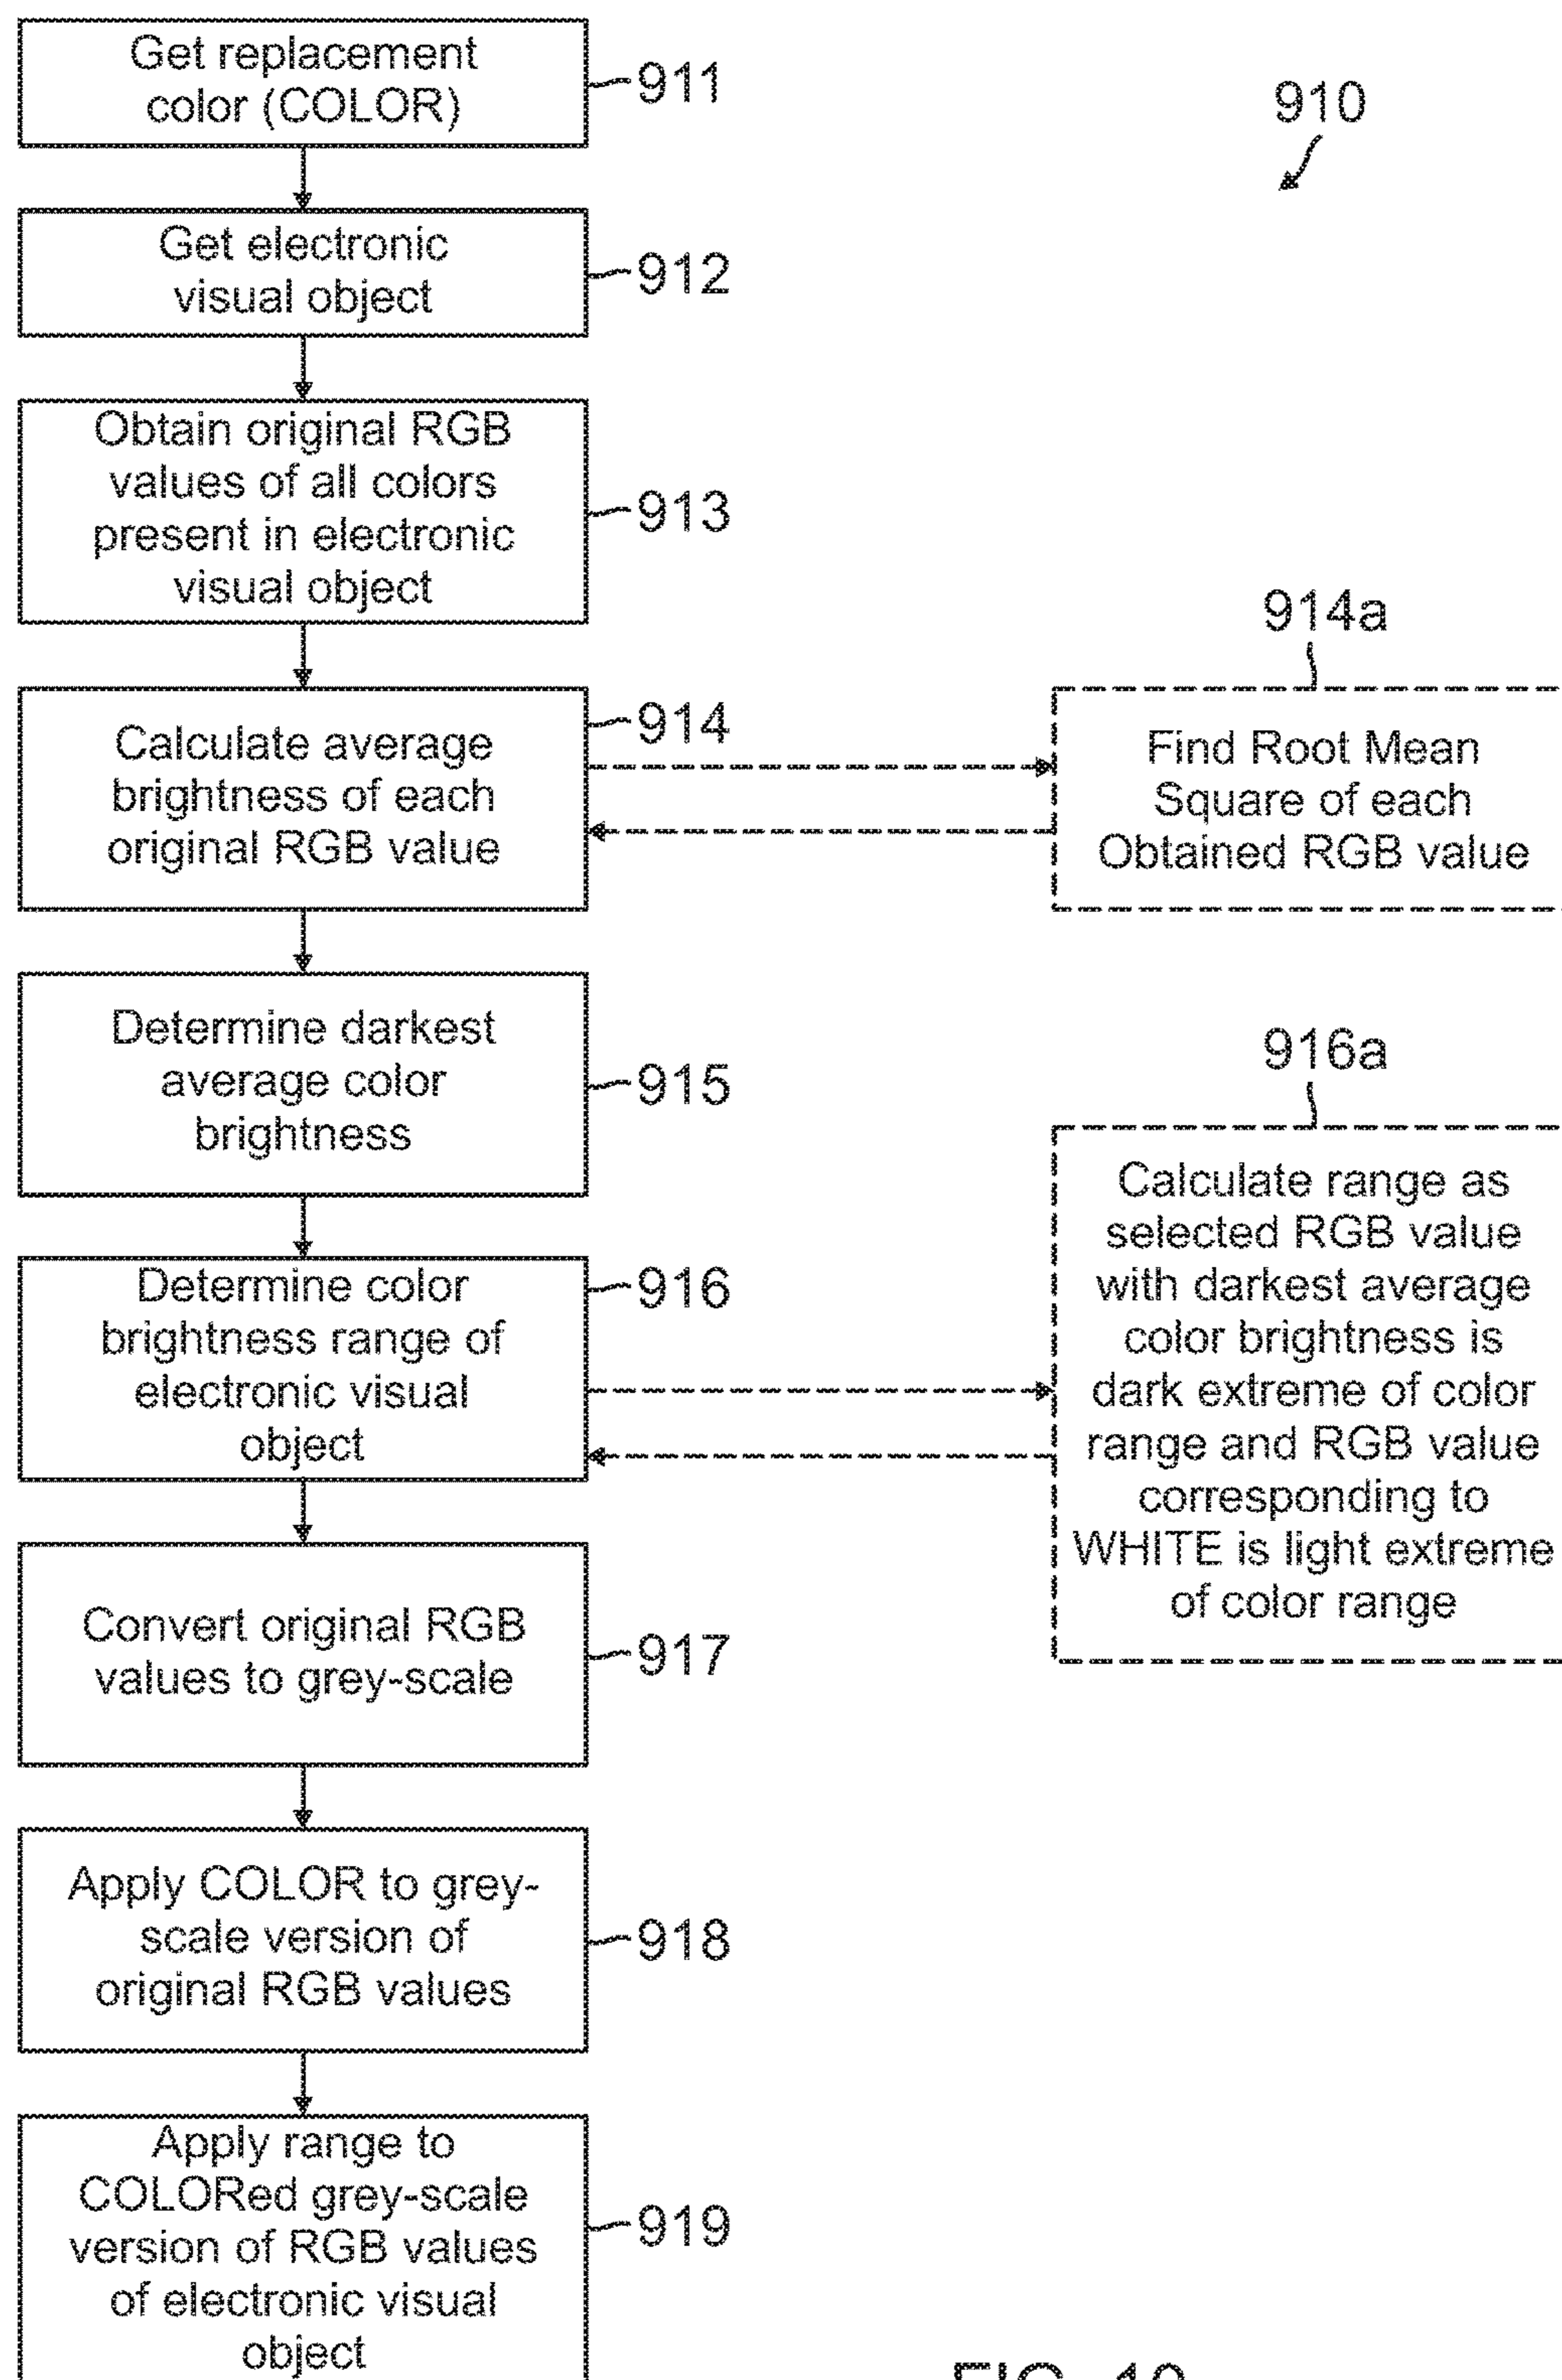 Get replacement
color (COLOR)
911
910
Get electronic
visual object
912
Obtain original RGB
values of all colors
present in electronic
visual object
913
914a
Calculate average
brightness of each
original RGB value
914
Find Root Mean
Square of each
Obtained RGB value
Determine darkest
average color
brightness
915
916a
Determine color
brightness range of
electronic visual
object
916
Calculate range as
selected RGB value
with darkest average
color brightness is
dark extreme of color
range and RGB value
corresponding to
WHITE is light extreme
of color range
Convert original RGB
values to grey-scale
917
Apply COLOR to grey-
scale version of
original RGB values
918
Apply range to
COLORed grey-scale
version of RGB values
of electronic visual
object
919